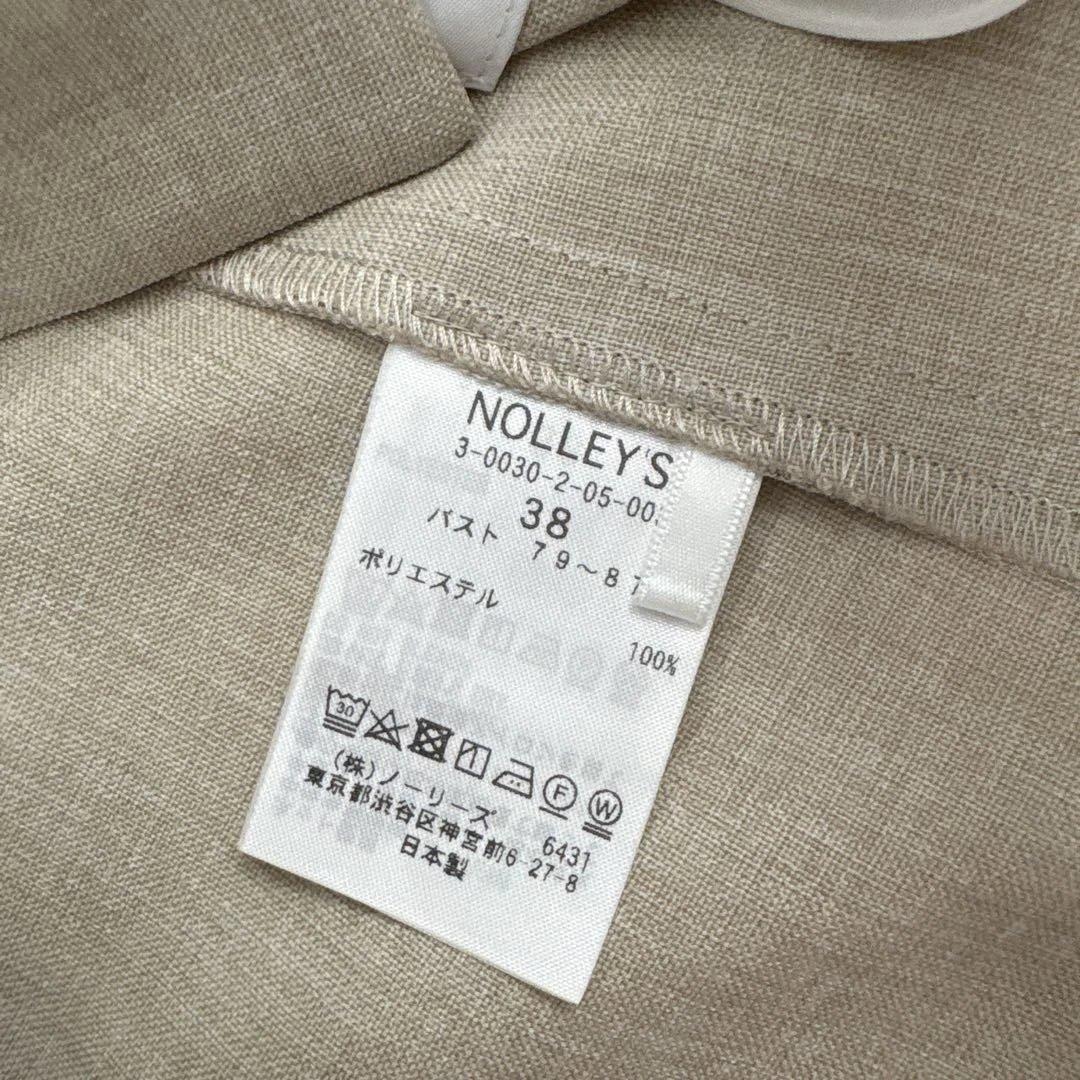 NOLLEY'S
3-0030-2-05-00
38
バスト 79～87
ポリエステル
100%
30
F W
(株)ノーリーズ 6431
東京都渋谷区神宮前6-27-8
日本製